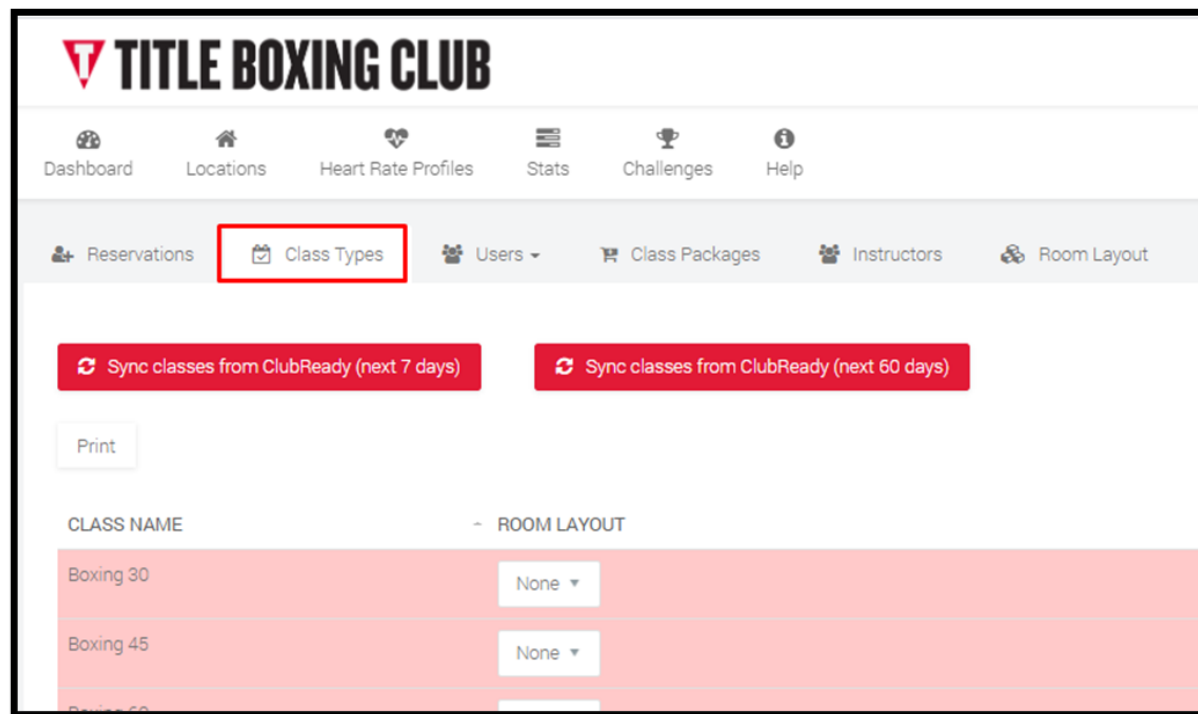 TITLE BOXING CLUB
Dashboard Locations Heart Rate Profiles Stats Challenges Help
Reservations Class Types Users Class Packages Instructors Room Layout
Sync classes from ClubReady (next 7 days) Sync classes from ClubReady (next 60 days)
Print
CLASS NAME ROOM LAYOUT
Boxing 30 None
Boxing 45 None